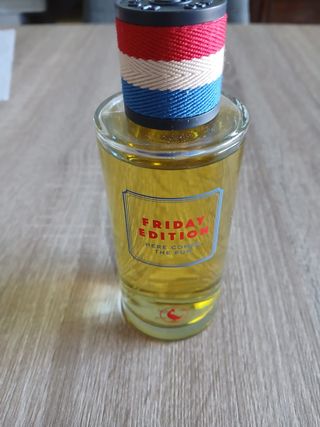 FRIDAY
EDITION
HERE COMES
THE FUN